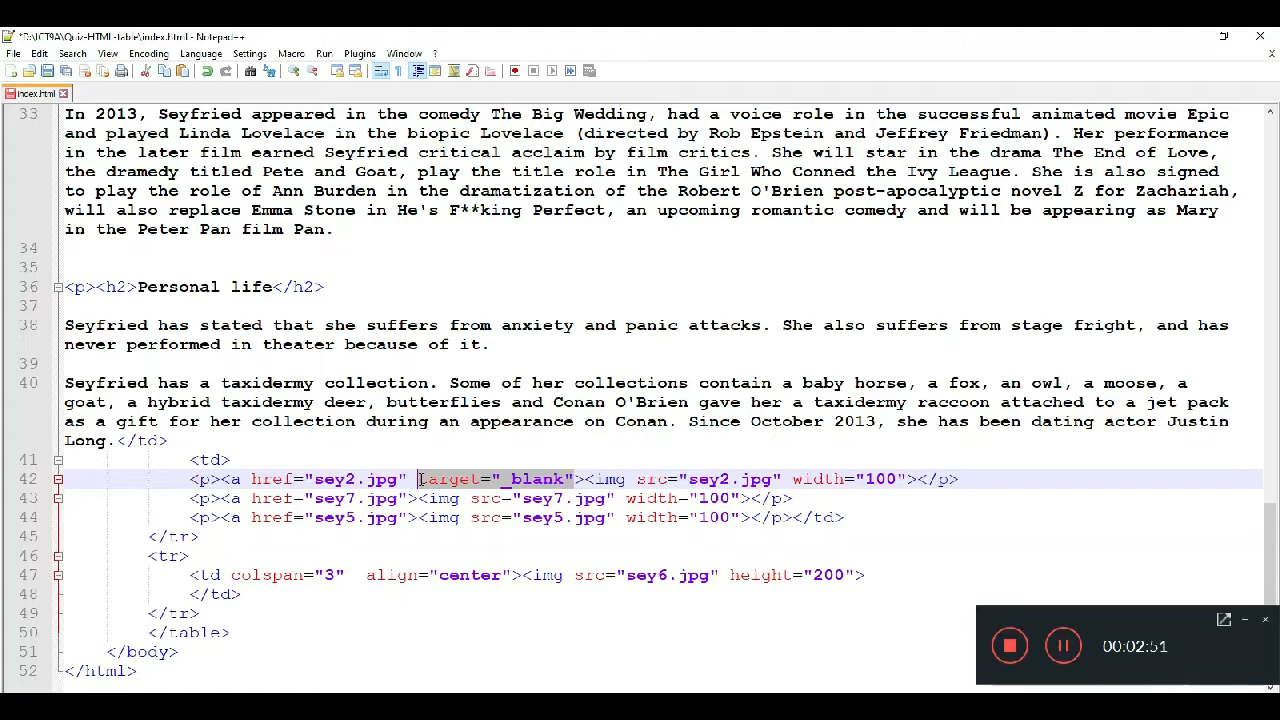 *D:\ICT9A\Quiz-HTML-table\index.html - Notepad++
File Edit Search View Encoding Language Settings Macro Run Plugins Window ?
index.html
33 In 2013, Seyfried appeared in the comedy The Big Wedding, had a voice role in the successful animated movie Epic
and played Linda Lovelace in the biopic Lovelace (directed by Rob Epstein and Jeffrey Friedman). Her performance
in the later film earned Seyfried critical acclaim by film critics. She will star in the drama The End of Love,
the dramedy titled Pete and Goat, play the title role in The Girl Who Conned the Ivy League. She is also signed
to play the role of Ann Burden in the dramatization of the Robert O'Brien post-apocalyptic novel Z for Zachariah,
will also replace Emma Stone in He's F**king Perfect, an upcoming romantic comedy and will be appearing as Mary
in the Peter Pan film Pan.
34
35
36 <p><h2>Personal life</h2>
37
38 Seyfried has stated that she suffers from anxiety and panic attacks. She also suffers from stage fright, and has
never performed in theater because of it.
39
40 Seyfried has a taxidermy collection. Some of her collections contain a baby horse, a fox, an owl, a moose, a
goat, a hybrid taxidermy deer, butterflies and Conan O'Brien gave her a taxidermy raccoon attached to a jet pack
as a gift for her collection during an appearance on Conan. Since October 2013, she has been dating actor Justin
Long.</td>
41 <td>
42 <p><a href="sey2.jpg" target="_blank"><img src="sey2.jpg" width="100"></p>
43 <p><a href="sey7.jpg"><img src="sey7.jpg" width="100"></p>
44 <p><a href="sey5.jpg"><img src="sey5.jpg" width="100"></p></td>
45 </tr>
46 <tr>
47 <td colspan="3" align="center"><img src="sey6.jpg" height="200">
48 </td>
49 </tr>
50 </table>
51 </body>
52 </html>
00:02:51